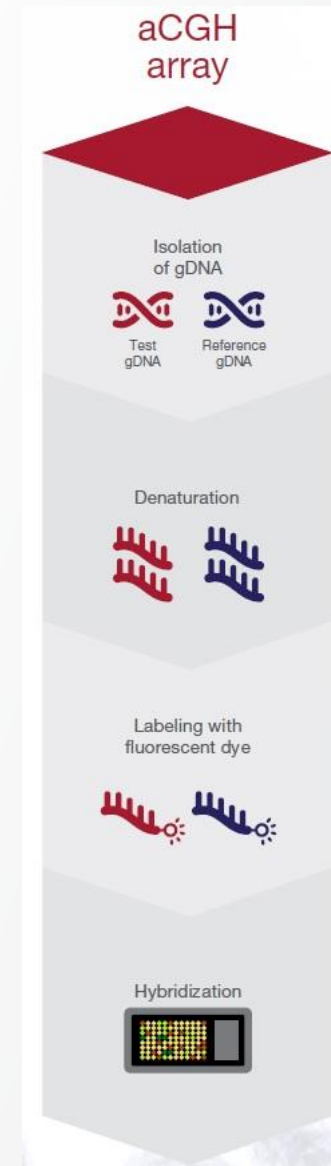 aCGH
array
Isolation
of gDNA
Test
gDNA
Reference
gDNA
Denaturation
Labeling with
fluorescent dye
Hybridization